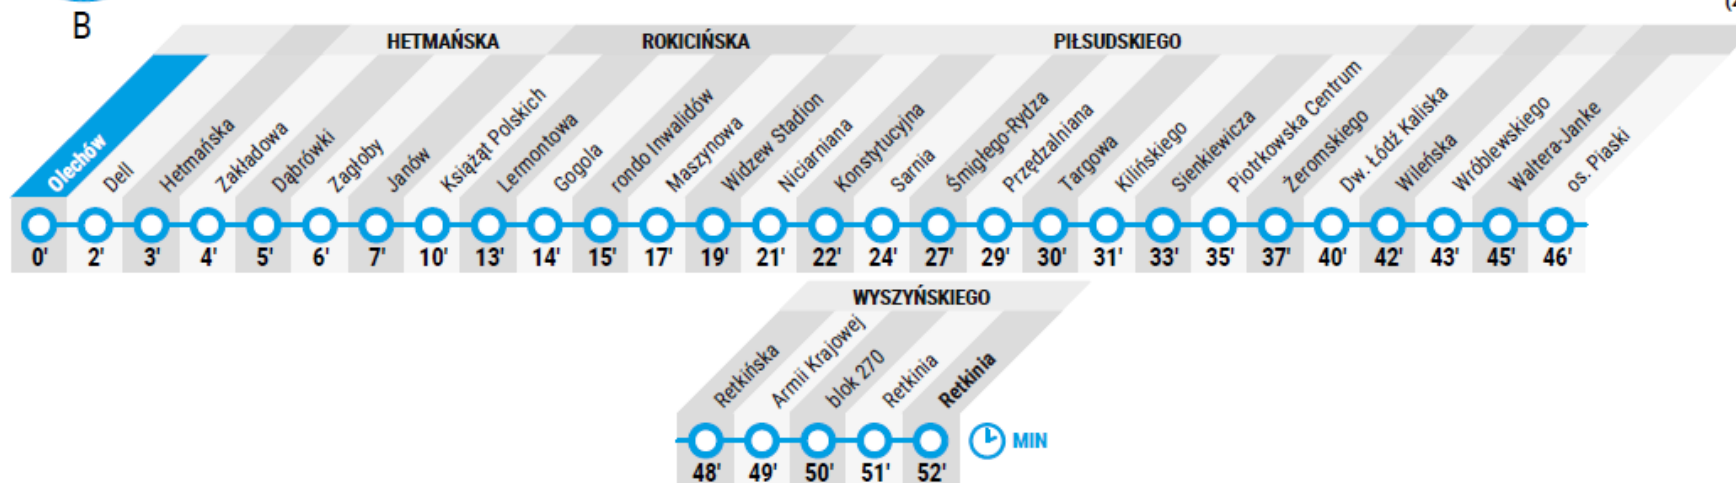 B
HETMAŃSKA ROKICIŃSKA PIŁSUDSKIEGO
Olechów
Dell
Hetmańska
Zakładowa
Dąbrówki
Zagłoby
Janów
Książąt Polskich
Lermontowa
Gogola
rondo Inwalidów
Maszynowa
Widzew Stadion
Niciarniana
Konstytucyjna
Sarnia
Śmigłego-Rydza
Przędzalniana
Targowa
Kilińskiego
Sienkiewicza
Piotrkowska Centrum
Żeromskiego
Dw. Łódź Kaliska
Wileńska
Wróblewskiego
Waltera-Janke
os. Piaski
0' 2' 3' 4' 5' 6' 7' 10' 13' 14' 15' 17' 19' 21' 22' 24' 27' 29' 30' 31' 33' 35' 37' 40' 42' 43' 45' 46'
WYSZYŃSKIEGO
Retkińska
Armii Krajowej
blok 270
Retkinia
Retkinia
MIN
48' 49' 50' 51' 52'